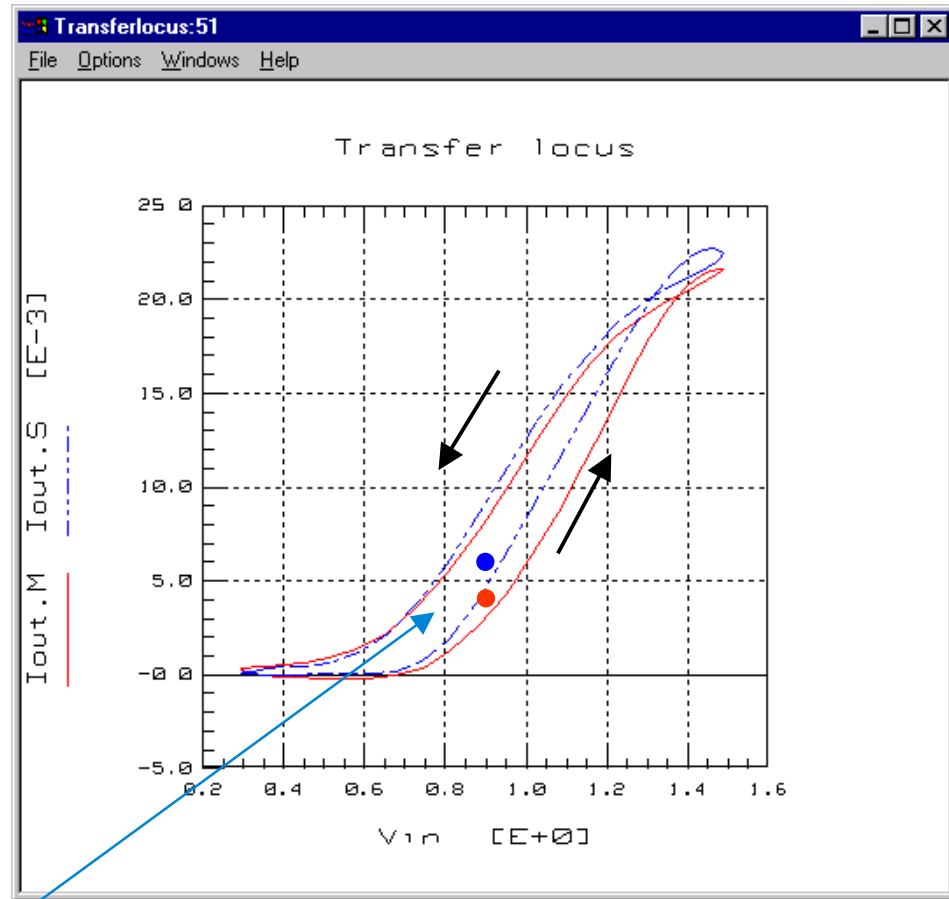 Transferlocus:51
File Options Windows Help
Transfer locus
Iout.M Iout.S [E-3]
25 0
20.0
15.0
10.0
5.0
-0 0
-5.0
0.2 0.4 0.6 0.8 1.0 1.2 1.4 1.6
Vin [E+0]